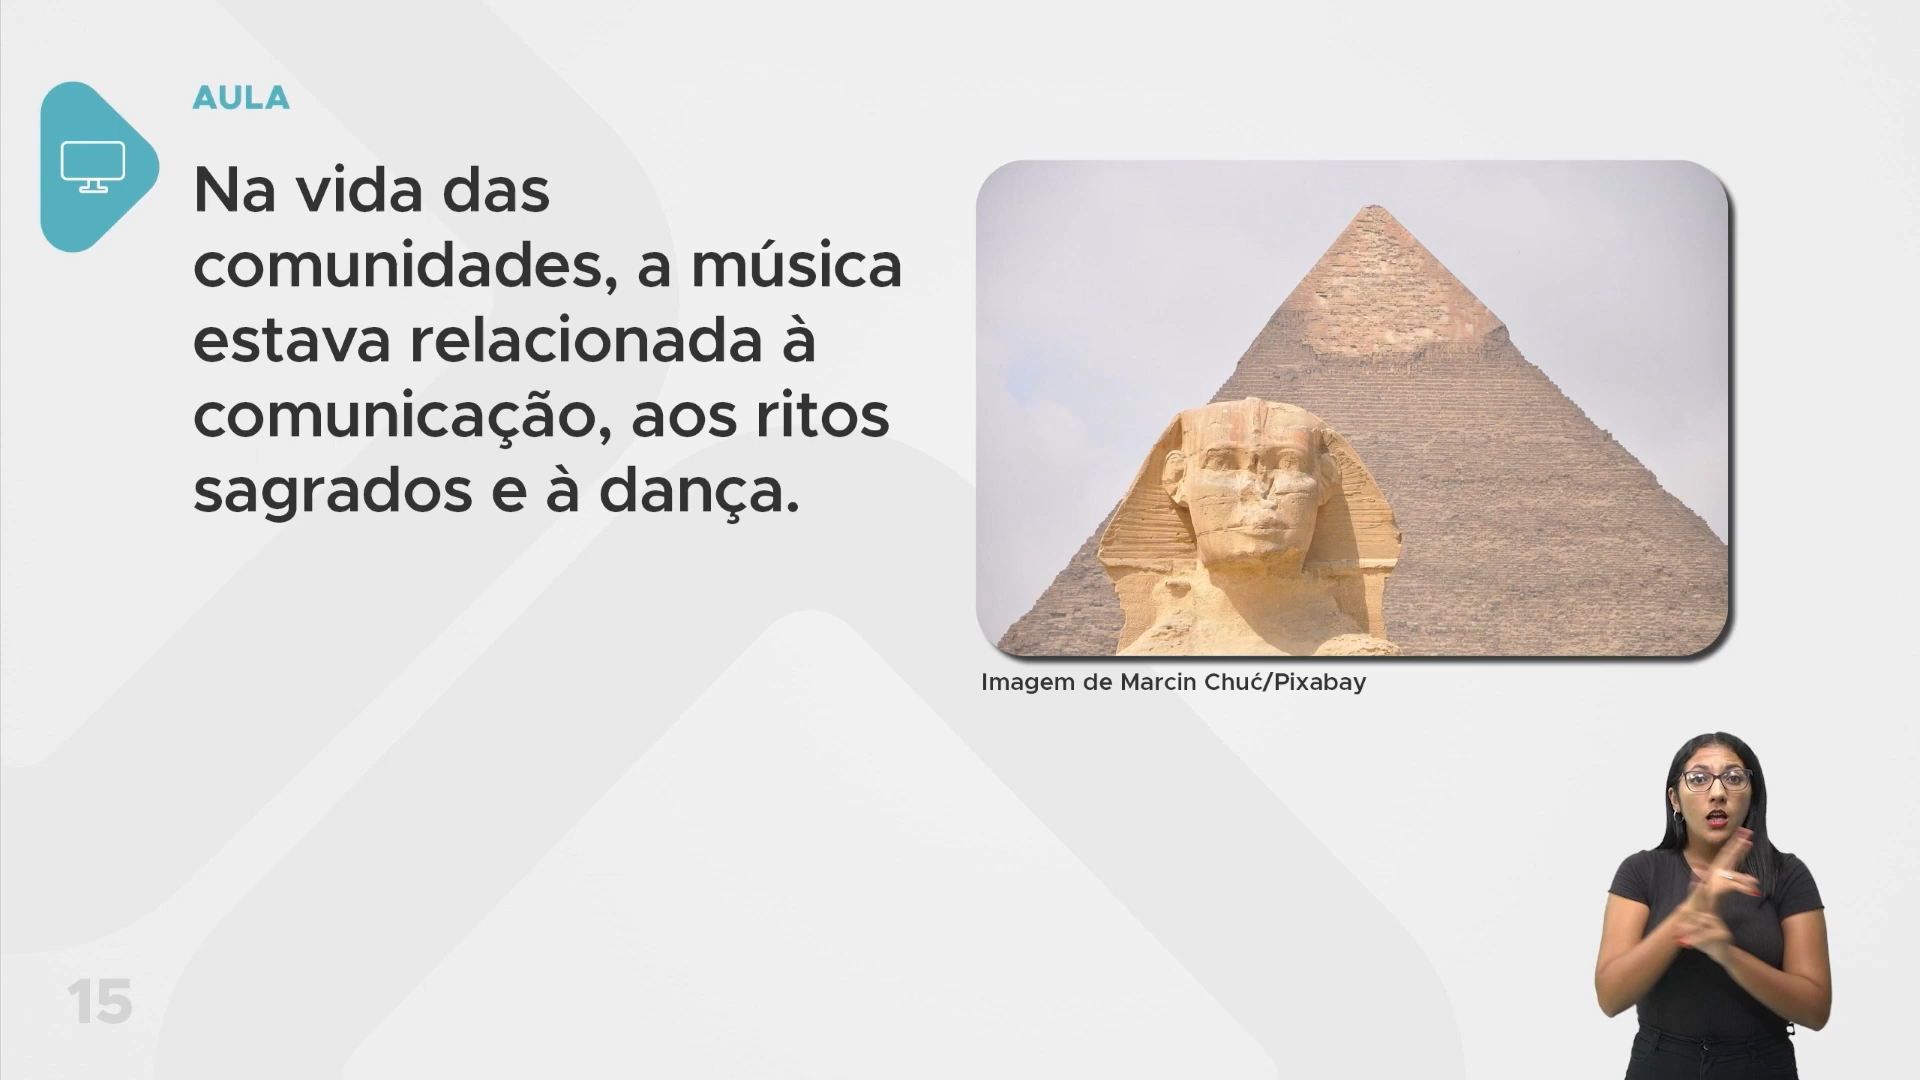 AULA
Na vida das
comunidades, a música
estava relacionada à
comunicação, aos ritos
sagrados e à dança.
Imagem de Marcin Chuć/Pixabay
15